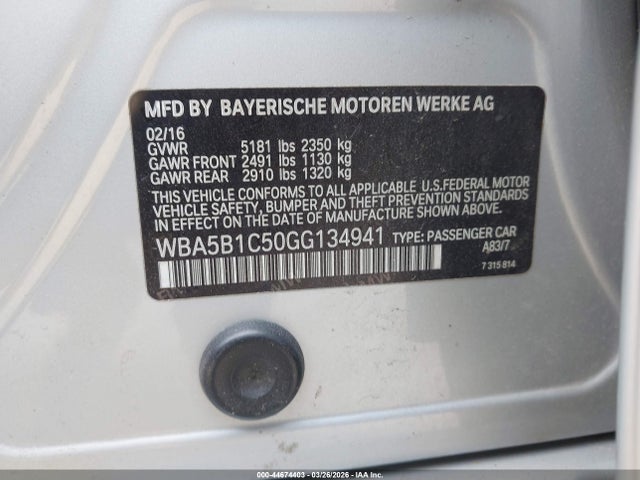 MFD BY BAYERISCHE MOTOREN WERKE AG
02/16
GVWR 5181 lbs 2350 kg
GAWR FRONT 2491 lbs 1130 kg
GAWR REAR 2910 lbs 1320 kg
THIS VEHICLE CONFORMS TO ALL APPLICABLE U.S.FEDERAL MOTOR
VEHICLE SAFETY, BUMPER AND THEFT PREVENTION STANDARDS
IN EFFECT ON THE DATE OF MANUFACTURE SHOWN ABOVE.
WBA5B1C50GG134941 TYPE: PASSENGER CAR
A83/7
7 315 814
000-44674403 - 03/26/2026 - IAA Inc.